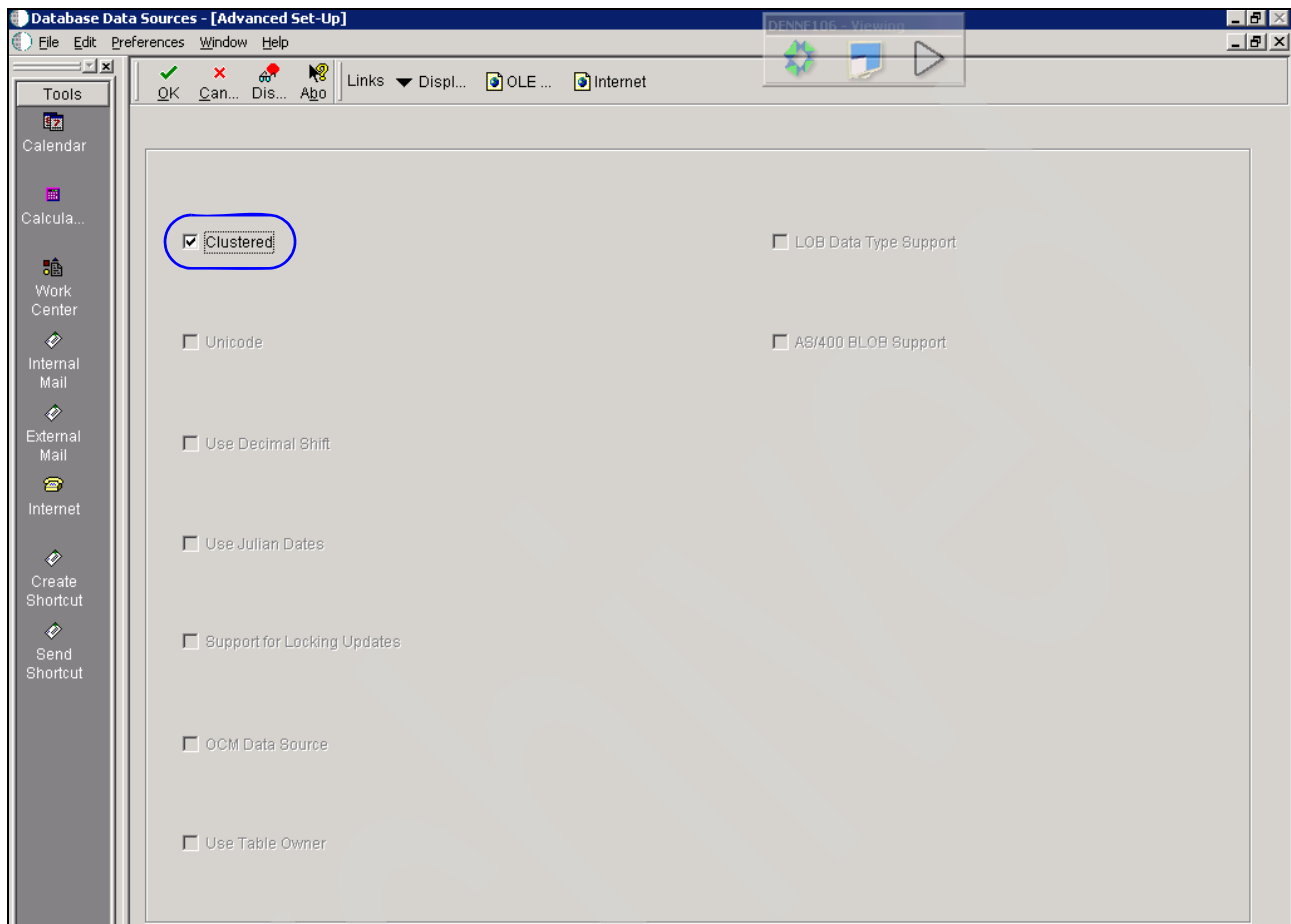 Database Data Sources - [Advanced Set-Up]
DENNF106 - Viewing
File Edit Preferences Window Help
OK Can... Dis... Abo Links Displ... OLE ... Internet
Tools
Calendar
Calcula...
Work
Center
Internal
Mail
External
Mail
Internet
Create
Shortcut
Send
Shortcut
Clustered
LOB Data Type Support
Unicode
AS/400 BLOB Support
Use Decimal Shift
Use Julian Dates
Support for Locking Updates
OCM Data Source
Use Table Owner